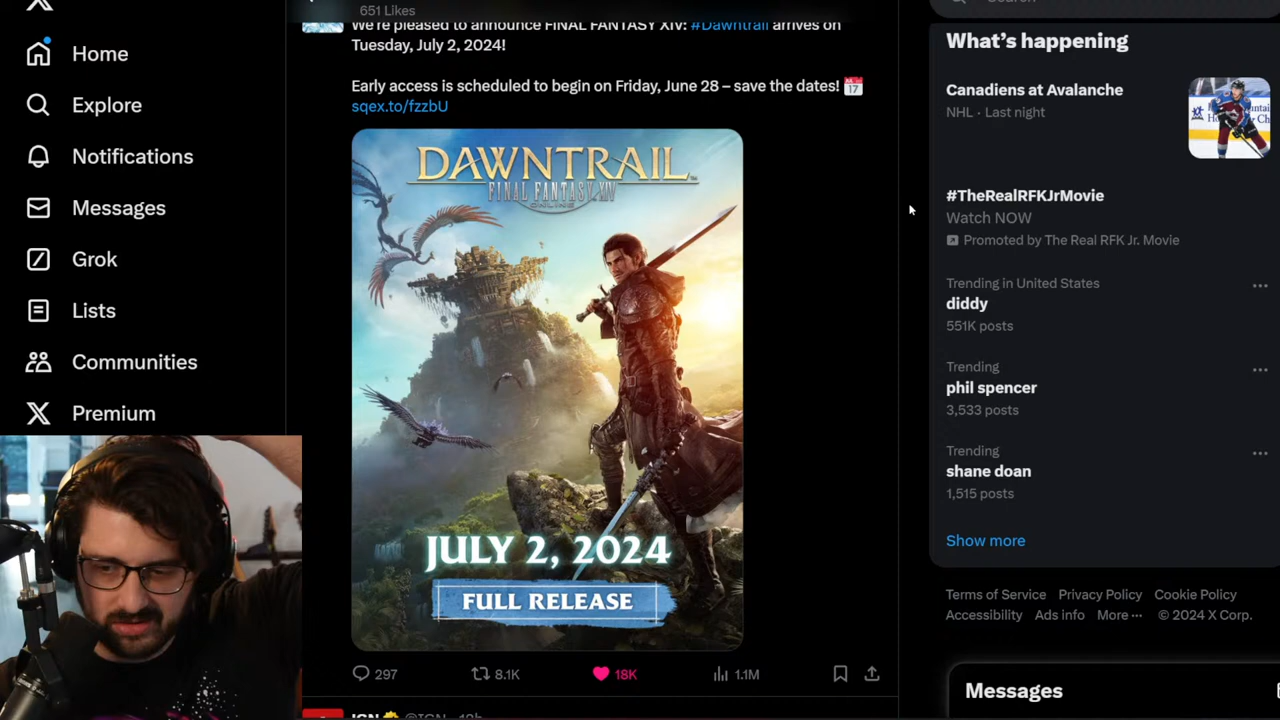 651 Likes
We're pleased to announce FINAL FANTASY XIV: #Dawntrail arrives on
Tuesday, July 2, 2024!
Early access is scheduled to begin on Friday, June 28 – save the dates!
sqex.to/fzzbU
DAWNTRAIL
FINAL FANTASY XIV
ONLINE
JULY 2, 2024
FULL RELEASE
297
8.1K
18K
1.1M
Home
Explore
Notifications
Messages
Grok
Lists
Communities
Premium
Search
What's happening
Canadiens at Avalanche
NHL · Last night
#TheRealRFKJrMovie
Watch NOW
Promoted by The Real RFK Jr. Movie
Trending in United States
diddy
551K posts
Trending
phil spencer
3,533 posts
Trending
shane doan
1,515 posts
Show more
Terms of Service Privacy Policy Cookie Policy
Accessibility Ads info More ··· © 2024 X Corp.
Messages